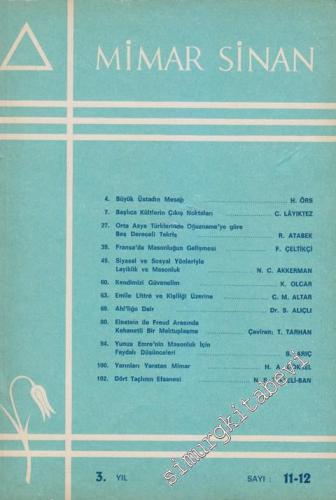 MİMAR SİNAN
4. Büyük Üstadın Mesajı H. ÖRS
7. Başlıca Kültlerin Çıkış Noktaları C. LÂYIKTEZ
27. Orta Asya Türklerinde Oğuzname'ye göre
Beş Dereceli Tekris R. ATABEK
38. Fransa'da Masonluğun Gelişmesi F. ÇELTİKÇİ
49. Siyasal ve Sosyal Yönleriyle
Layiklik ve Masonluk N. C. AKKERMAN
60. Kendimizi Güvenelim K. OLCAR
63. Emile Littré ve Kişiliği Üzerine C. M. ALTAR
69. Ahi'liğe Dair Dr. S. ALIÇLI
80. Einstein ile Freud Arasında
Kehanetli Bir Mektuplaşma Çeviren: T. TARHAN
94. Yunus Emre'nin Masonluk İçin
Faydalı Düşünceleri
100. Yarınları Yaratan Mimar H. A.
102. Dört Taçlının Efsanesi N.
3. YIL SAYI : 11-12
simurgkitabevi.com